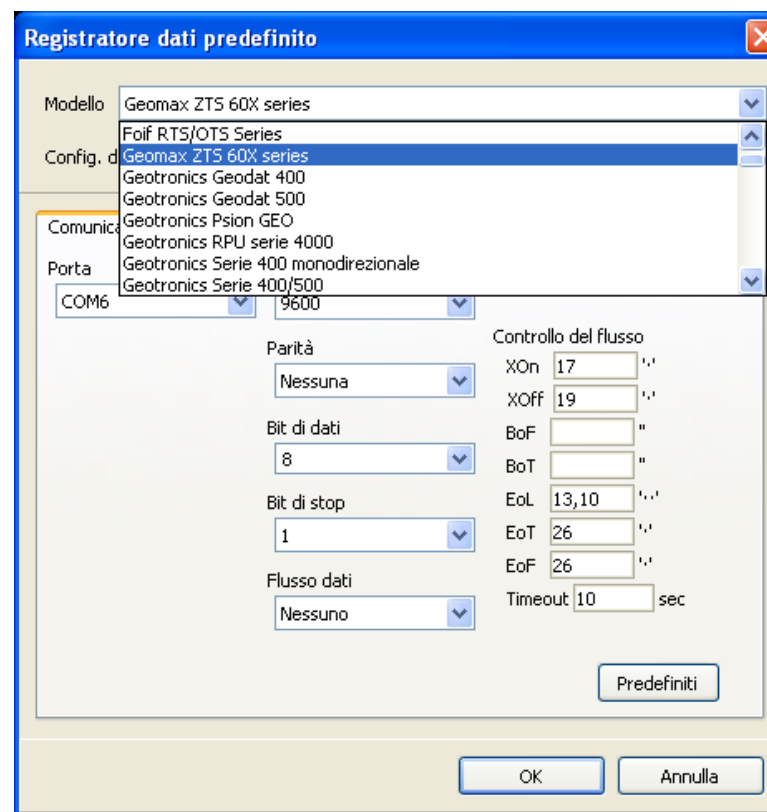 Registratore dati predefinito
Modello Geomax ZTS 60X series
Foif RTS/OTS Series
Config. d Geomax ZTS 60X series
Geotronics Geodat 400
Geotronics Geodat 500
Comunica Geotronics Psion GEO
Geotronics RPU serie 4000
Porta Geotronics Serie 400 monodirezionale
Geotronics Serie 400/500
COM6 9600
Parità Controllo del flusso
Nessuna XOn 17 '·'
XOff 19 '·'
Bit di dati BoF ''
8 BoT ''
Bit di stop EoL 13,10 '··'
1 EoT 26 '·'
EoF 26 '·'
Flusso dati Timeout 10 sec
Nessuno
Predefiniti
OK Annulla